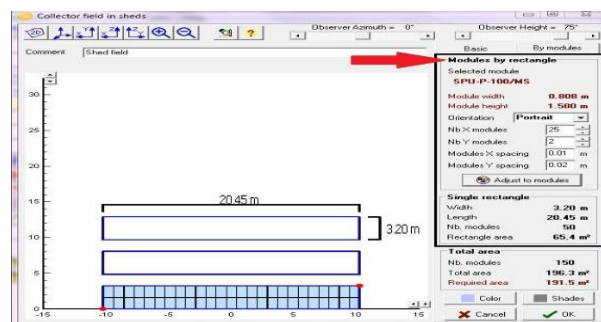 Collector field in sheds
Observer Azimuth = 0°
Observer Height = 75°
Comment
Shed field
Basic
By modules
Modules by rectangle
Selected module
SPU-P-100/MS
Module width 0.808 m
Module height 1.580 m
Orientation Portrait
Nb X modules 25
Nb Y modules 2
Modules X spacing 0.01 m
Modules Y spacing 0.02 m
Adjust to modules
Single rectangle
Width 3.20 m
Length 20.45 m
Nb. modules 50
Rectangle area 65.4 m²
Total area
Nb. modules 150
Total area 196.3 m²
Required area 191.5 m²
Color
Shades
Cancel
OK
30
25
20
15
10
5
0
20.45 m
3.20 m
-15 -10 -5 0 5 10 15